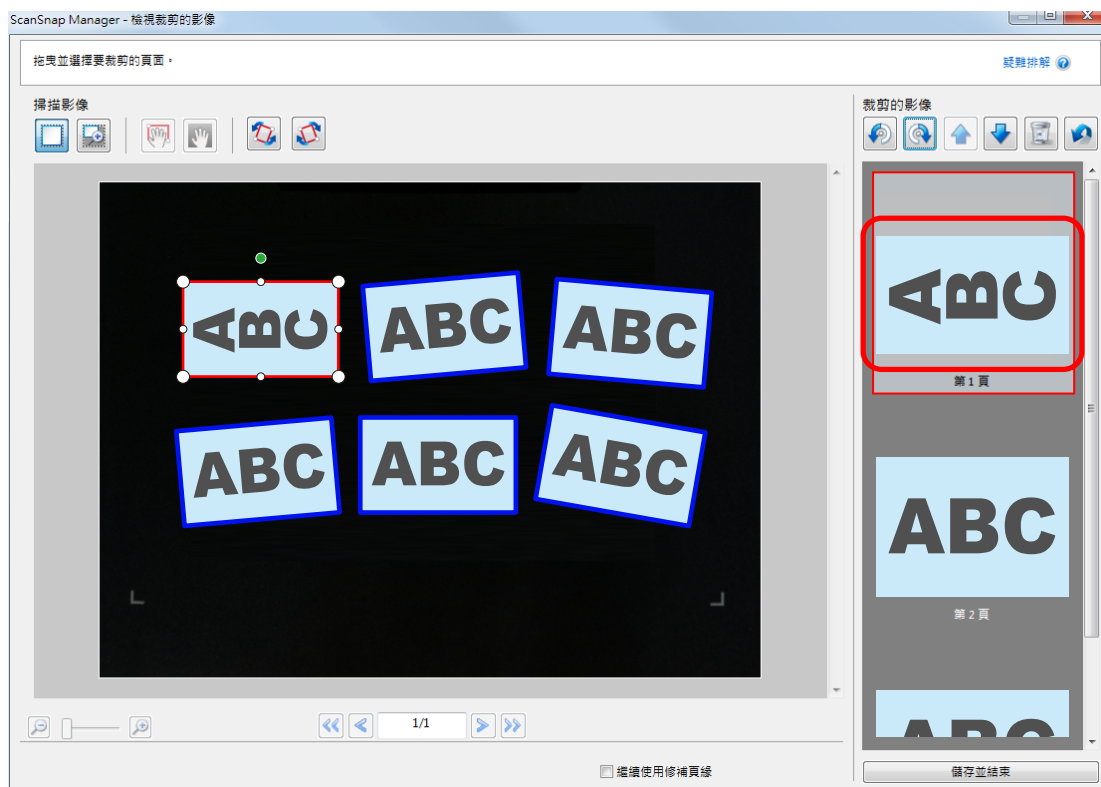 ScanSnap Manager - 檢視裁剪的影像
拖曳並選擇要裁剪的頁面。
疑難排解
掃描影像
裁剪的影像
ABC
ABC
ABC
ABC
ABC
ABC
1/1
繼續使用修補頁緣
ABC
第 1 頁
ABC
第 2 頁
ABC
儲存並結束